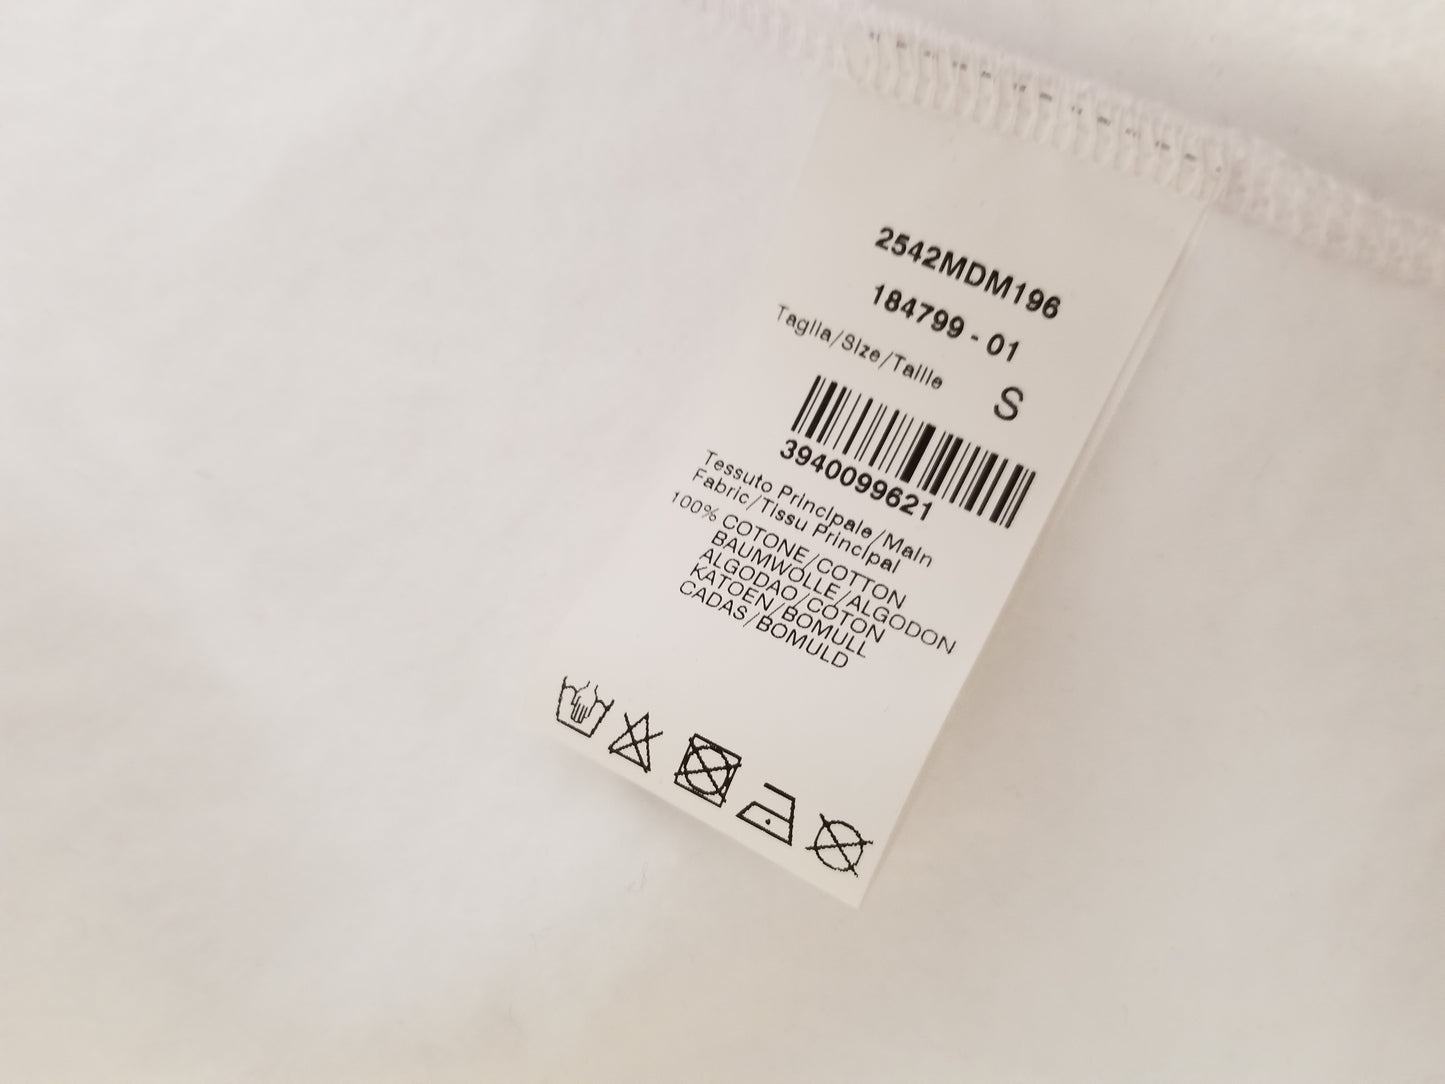 2542MDM196
184799 - 01
Taglia/Size/Taille S
3940099621
Tessuto Principale/Main
Fabric/Tissu Principal
100% COTONE/COTTON
BAUMWOLLE/ALGODON
ALGODAO/COTON
KATOEN/BOMULL
CADAS/BOMULD